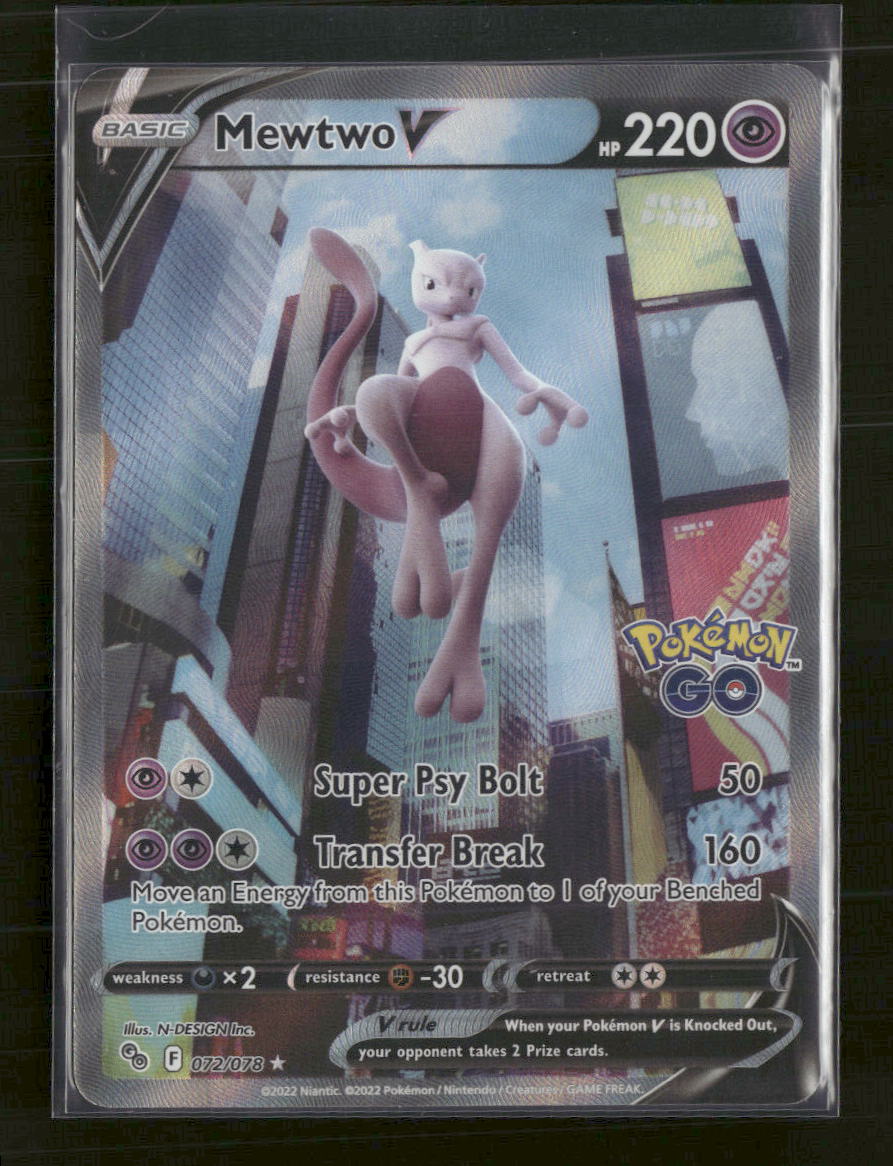 BASIC
Mewtwo V
HP 220
POKÉMON™
GO
Super Psy Bolt 50
Transfer Break 160
Move an Energy from this Pokémon to 1 of your Benched
Pokémon.
weakness ×2 resistance -30 retreat
Illus. N-DESIGN Inc.
V rule When your Pokémon V is Knocked Out,
your opponent takes 2 Prize cards.
GO F 072/078 ★
©2022 Niantic. ©2022 Pokémon / Nintendo / Creatures / GAME FREAK.